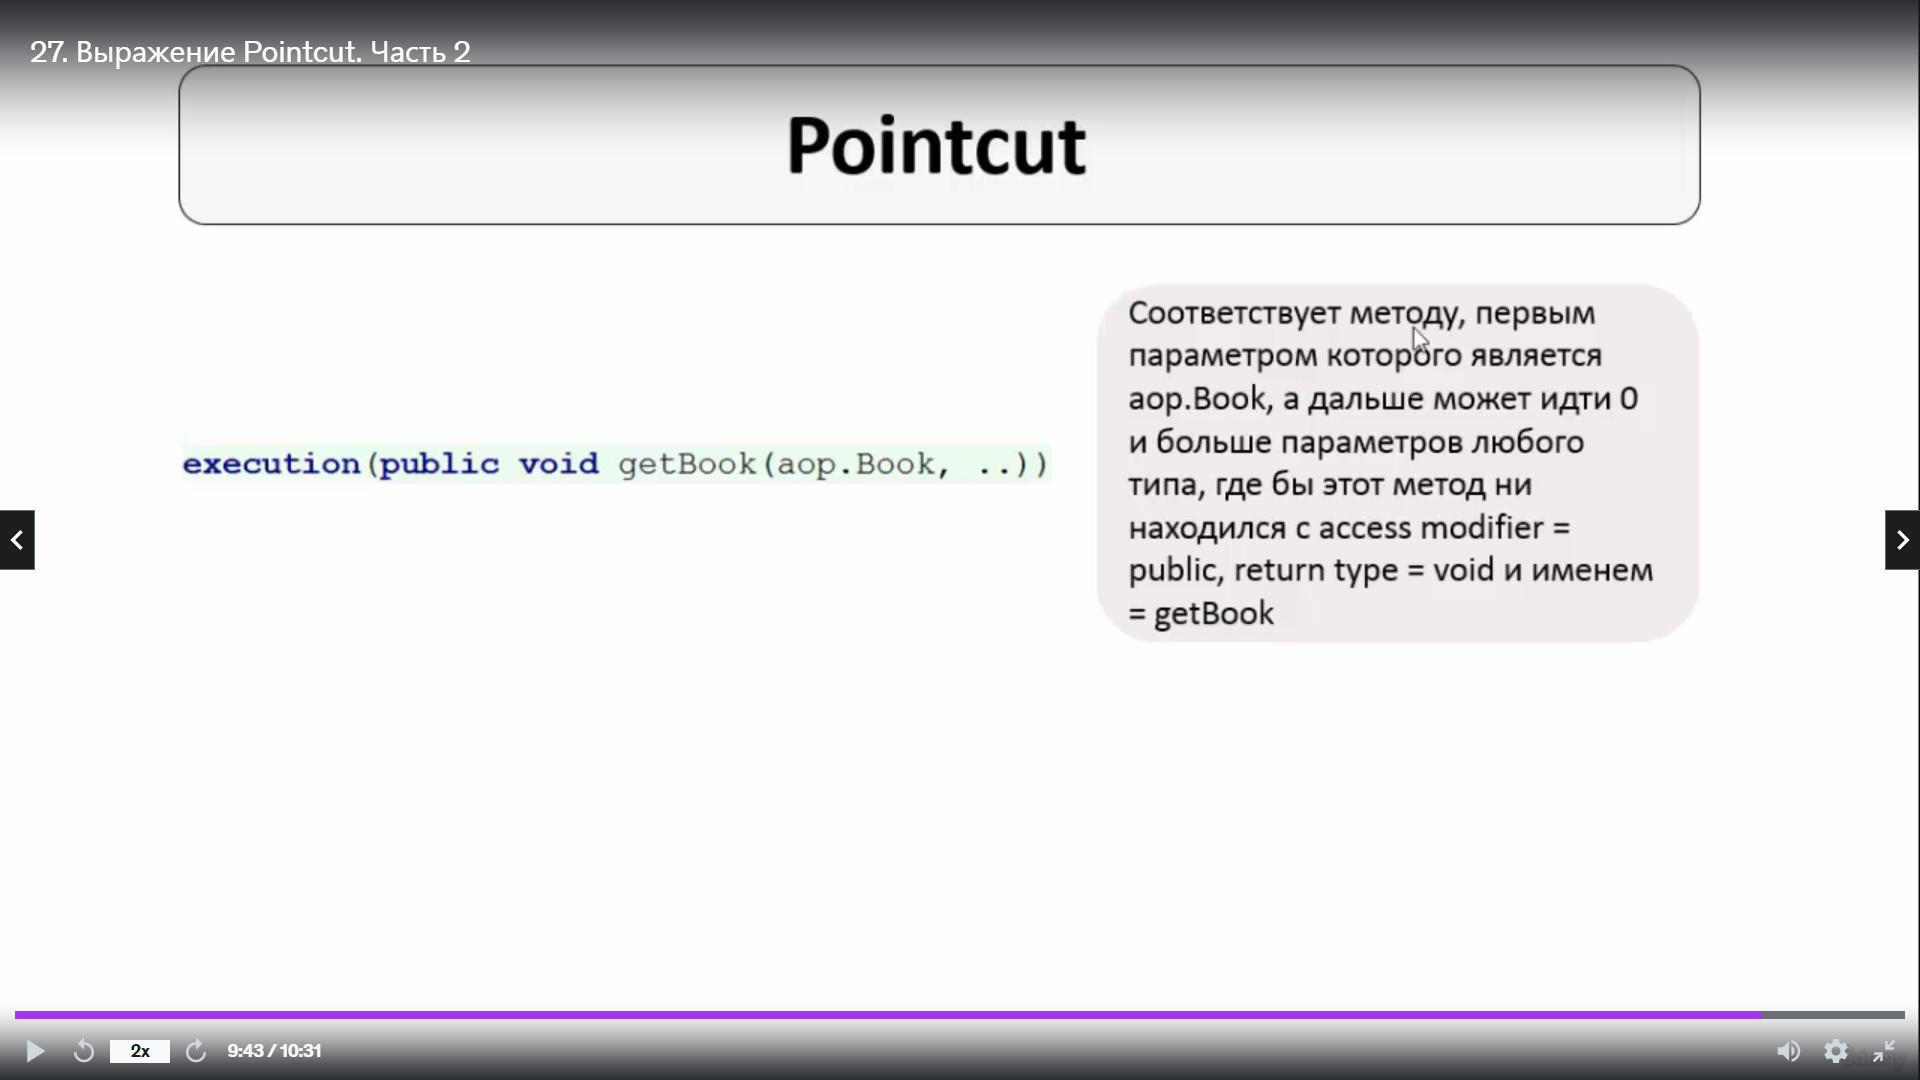 27. Выражение Pointcut. Часть 2
Pointcut
execution(public void getBook(aop.Book, ..))
Соответствует методу, первым
параметром которого является
aop.Book, а дальше может идти 0
и больше параметров любого
типа, где бы этот метод ни
находился с access modifier =
public, return type = void и именем
= getBook
2x
9:43 / 10:31